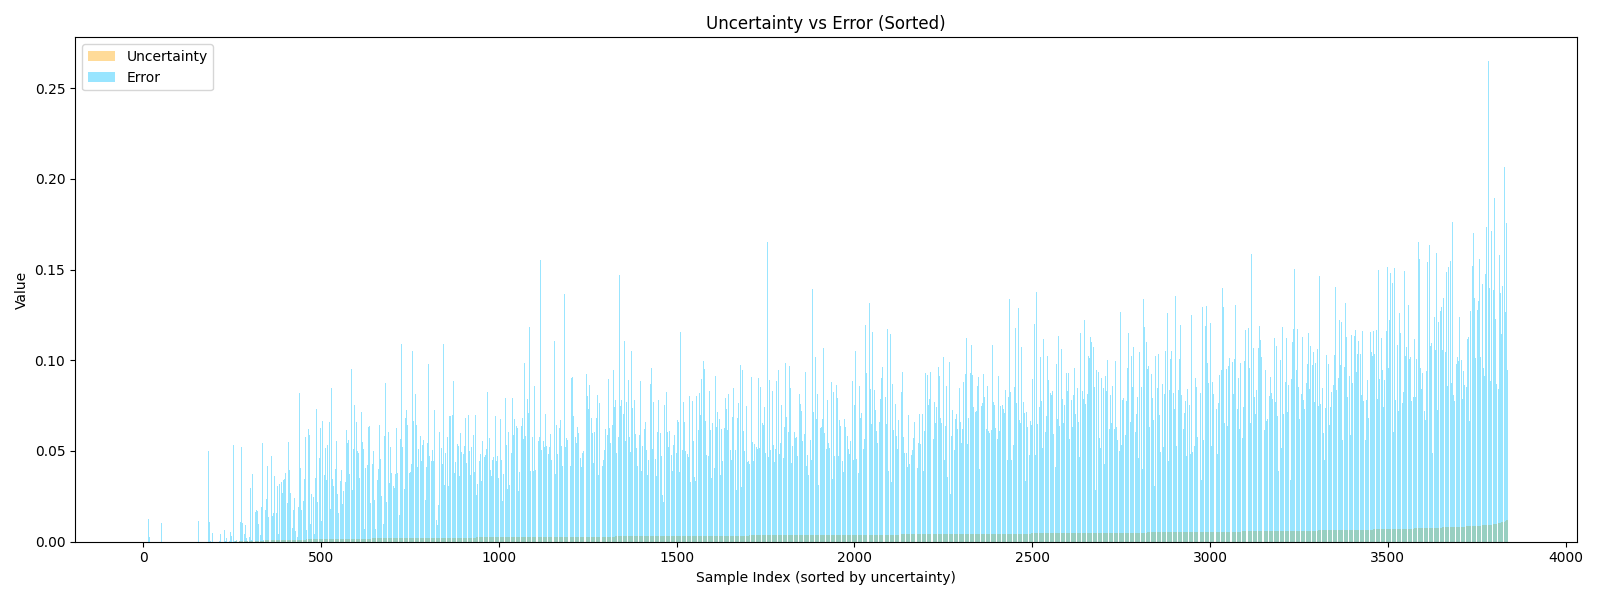 Uncertainty vs Error (Sorted)
Uncertainty
Error
Value
0.25
0.20
0.15
0.10
0.05
0.00
0 500 1000 1500 2000 2500 3000 3500 4000
Sample Index (sorted by uncertainty)